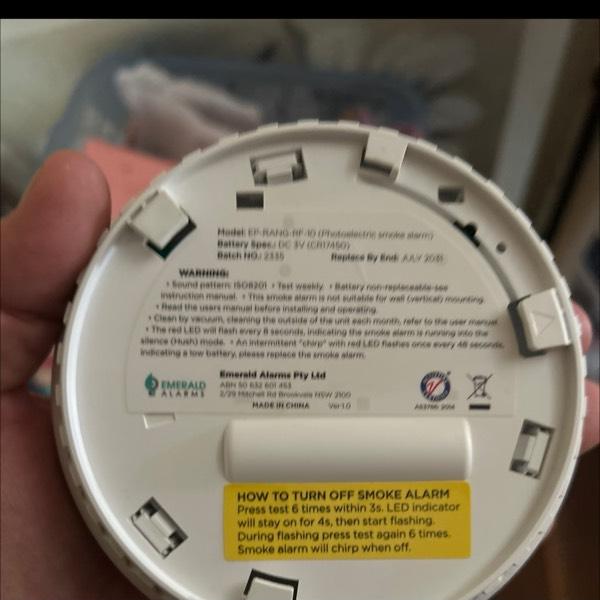 Model: EP-RANG-RF-10 (Photoelectric smoke alarm)
Battery Spec.: DC 3V (CR17450)
Batch NO.: 2335 Replace By End: JULY 2035
WARNING:
• Sound pattern: ISO8201 • Test weekly. • Battery non-replaceable-see
instruction manual. • This smoke alarm is not suitable for wall (vertical) mounting.
• Read the users manual before installing and operating.
• Clean by vacuum, cleaning the outside of the unit each month, refer to the user manual.
• The red LED will flash every 8 seconds, indicating the smoke alarm is running into the
silence (Hush) mode. • An intermittent "chirp" with red LED flashes once every 48 seconds,
indicating a low battery, please replace the smoke alarm.
EMERALD
ALARMS
Emerald Alarms Pty Ltd
ABN 50 632 601 453
2/29 Mitchell Rd Brookvale NSW 2100
MADE IN CHINA Ver:1.0
AS3786: 2014
HOW TO TURN OFF SMOKE ALARM
Press test 6 times within 3s. LED indicator
will stay on for 4s, then start flashing.
During flashing press test again 6 times.
Smoke alarm will chirp when off.